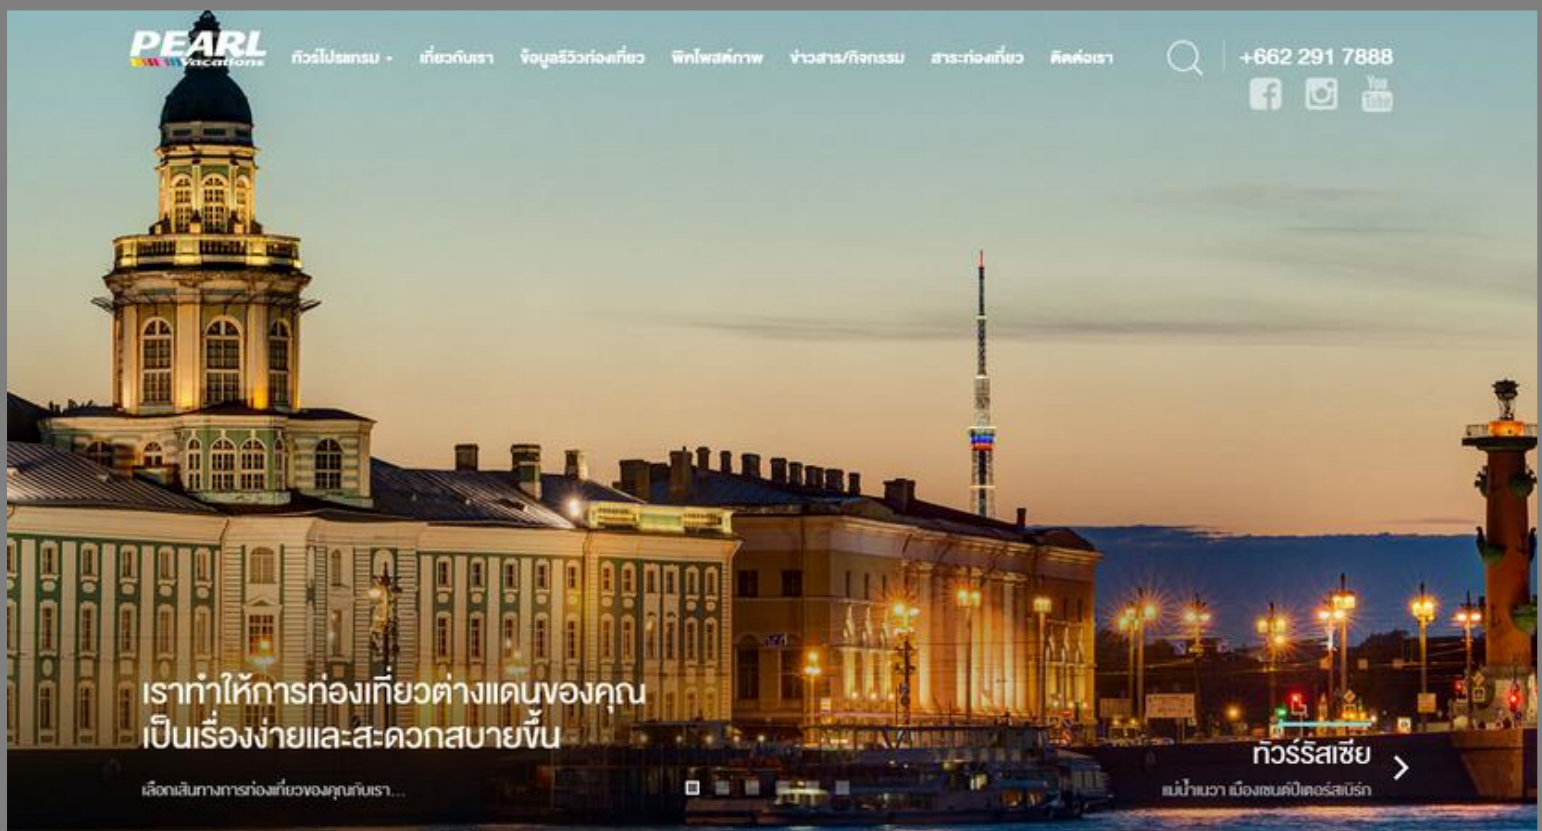 PEARL
Vacations
ทัวร์โปรแกรม
เกี่ยวกับเรา
ข้อมูลรีวิวท่องเที่ยว
พิคโพสต์ภาพ
ข่าวสาร/กิจกรรม
สาระท่องเที่ยว
ติดต่อเรา
+662 291 7888
You
Tube
เราทำให้การท่องเที่ยวต่างแดนของคุณ
เป็นเรื่องง่ายและสะดวกสบายขึ้น
เลือกเส้นทางการท่องเที่ยวของคุณกับเรา...
ทัวร์รัสเซีย
แม่น้ำเนวา เมืองเซนต์ปีเตอร์สเบิร์ก